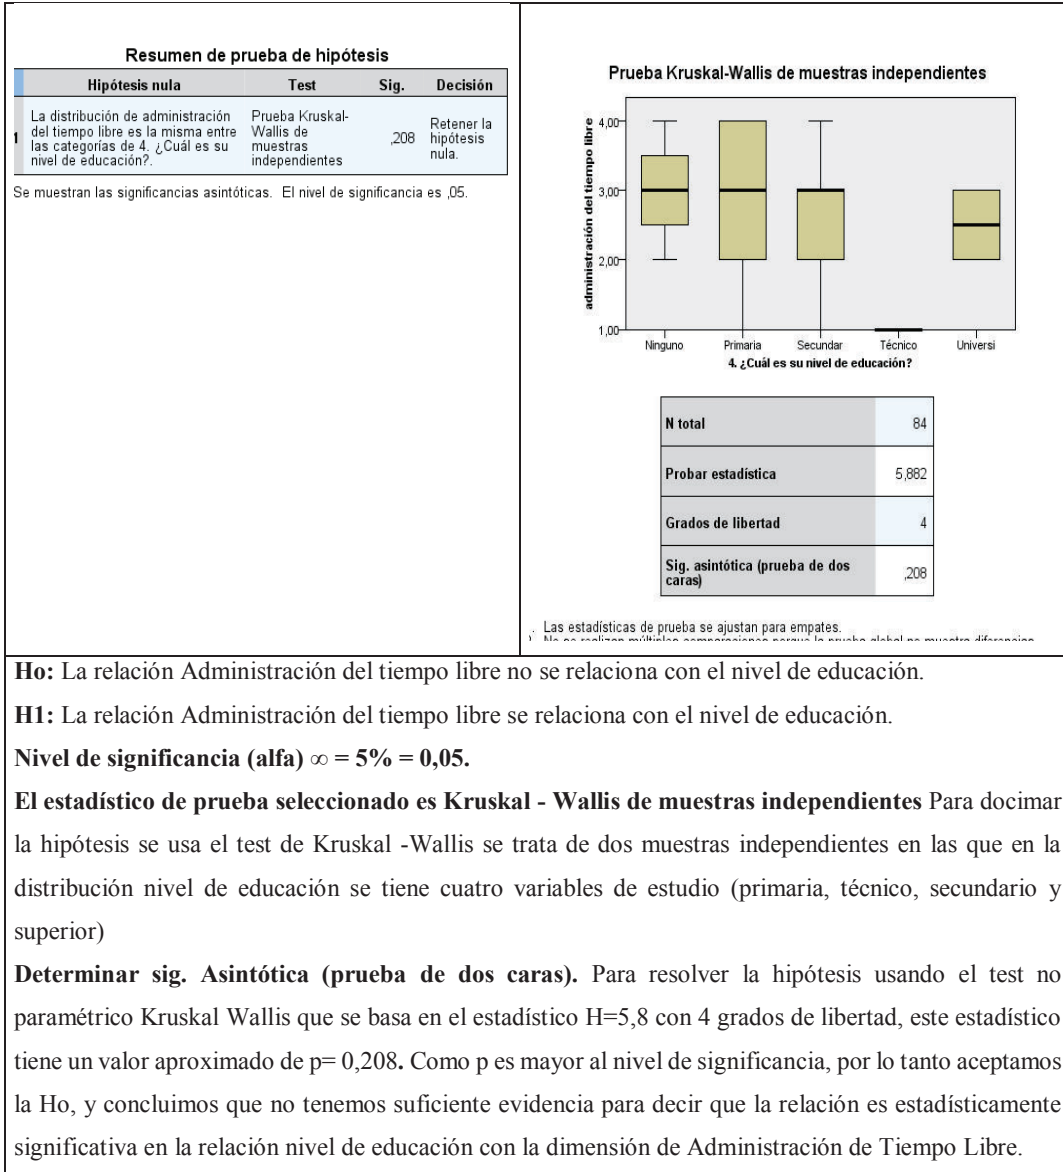 Resumen de prueba de hipótesis
Hipótesis nula Test Sig. Decisión
1 La distribución de administración del tiempo libre es la misma entre las categorías de 4. ¿Cuál es su nivel de educación?. Prueba Kruskal-Wallis de muestras independientes ,208 Retener la hipótesis nula.
Se muestran las significancias asintóticas. El nivel de significancia es ,05.
Prueba Kruskal-Wallis de muestras independientes
administración del tiempo libre
4,00
3,00
2,00
1,00
Ninguno Primaria Secundar Técnico Universi
4. ¿Cuál es su nivel de educación?
N total 84
Probar estadística 5,882
Grados de libertad 4
Sig. asintótica (prueba de dos caras) ,208
. Las estadísticas de prueba se ajustan para empates.
No se realizan múltiples comparaciones porque la prueba global no muestra diferencias
Ho: La relación Administración del tiempo libre no se relaciona con el nivel de educación.
H1: La relación Administración del tiempo libre se relaciona con el nivel de educación.
Nivel de significancia (alfa) ∞ = 5% = 0,05.
El estadístico de prueba seleccionado es Kruskal - Wallis de muestras independientes Para docimar
la hipótesis se usa el test de Kruskal -Wallis se trata de dos muestras independientes en las que en la
distribución nivel de educación se tiene cuatro variables de estudio (primaria, técnico, secundario y
superior)
Determinar sig. Asintótica (prueba de dos caras). Para resolver la hipótesis usando el test no
paramétrico Kruskal Wallis que se basa en el estadístico H=5,8 con 4 grados de libertad, este estadístico
tiene un valor aproximado de p= 0,208. Como p es mayor al nivel de significancia, por lo tanto aceptamos
la Ho, y concluimos que no tenemos suficiente evidencia para decir que la relación es estadísticamente
significativa en la relación nivel de educación con la dimensión de Administración de Tiempo Libre.